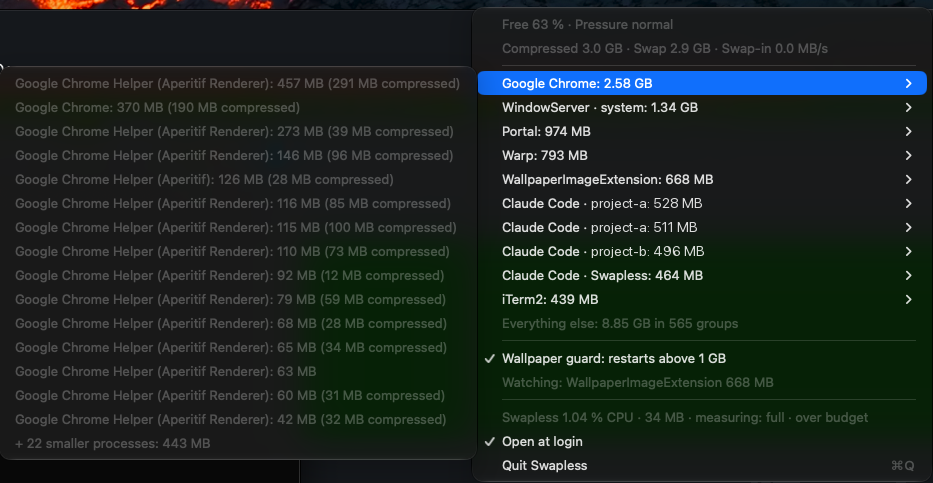 Free 63 % · Pressure normal
Compressed 3.0 GB · Swap 2.9 GB · Swap-in 0.0 MB/s
Google Chrome: 2.58 GB
WindowServer · system: 1.34 GB
Portal: 974 MB
Warp: 793 MB
WallpaperImageExtension: 668 MB
Claude Code · project-a: 528 MB
Claude Code · project-a: 511 MB
Claude Code · project-b: 496 MB
Claude Code · Swapless: 464 MB
iTerm2: 439 MB
Everything else: 8.85 GB in 565 groups
Wallpaper guard: restarts above 1 GB
Watching: WallpaperImageExtension 668 MB
Swapless 1.04 % CPU · 34 MB · measuring: full · over budget
Open at login
Quit Swapless ⌘Q
Google Chrome Helper (Aperitif Renderer): 457 MB (291 MB compressed)
Google Chrome: 370 MB (190 MB compressed)
Google Chrome Helper (Aperitif Renderer): 273 MB (39 MB compressed)
Google Chrome Helper (Aperitif Renderer): 146 MB (96 MB compressed)
Google Chrome Helper (Aperitif): 126 MB (28 MB compressed)
Google Chrome Helper (Aperitif Renderer): 116 MB (85 MB compressed)
Google Chrome Helper (Aperitif Renderer): 115 MB (100 MB compressed)
Google Chrome Helper (Aperitif Renderer): 110 MB (73 MB compressed)
Google Chrome Helper (Aperitif Renderer): 92 MB (12 MB compressed)
Google Chrome Helper (Aperitif Renderer): 79 MB (59 MB compressed)
Google Chrome Helper (Aperitif Renderer): 68 MB (28 MB compressed)
Google Chrome Helper (Aperitif Renderer): 65 MB (34 MB compressed)
Google Chrome Helper (Aperitif Renderer): 63 MB
Google Chrome Helper (Aperitif Renderer): 60 MB (31 MB compressed)
Google Chrome Helper (Aperitif Renderer): 42 MB (32 MB compressed)
+ 22 smaller processes: 443 MB